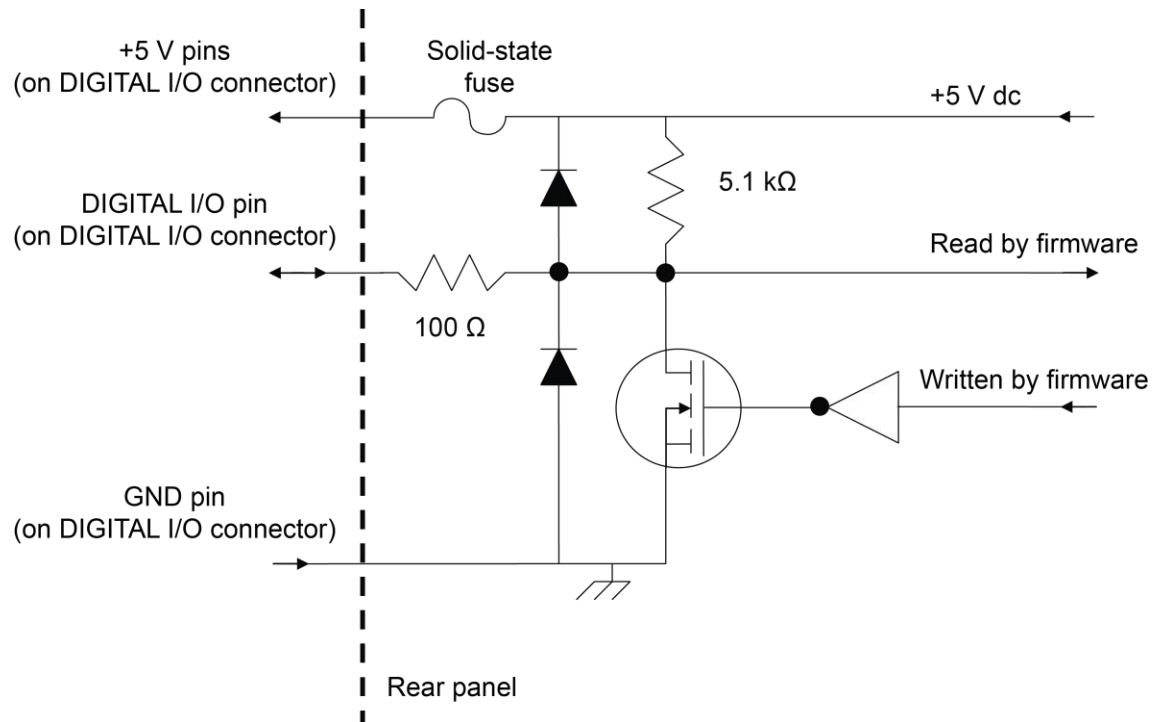 +5 V pins
(on DIGITAL I/O connector)
Solid-state
fuse
+5 V dc
5.1 kΩ
DIGITAL I/O pin
(on DIGITAL I/O connector)
Read by firmware
100 Ω
Written by firmware
GND pin
(on DIGITAL I/O connector)
Rear panel